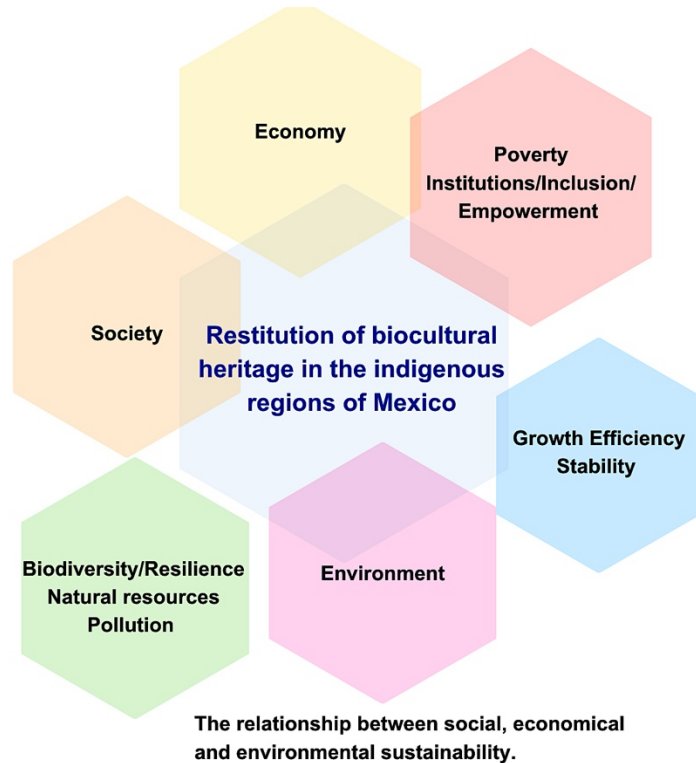 Economy
Poverty
Institutions/Inclusion/
Empowerment
Society
Restitution of biocultural
heritage in the indigenous
regions of Mexico
Growth Efficiency
Stability
Biodiversity/Resilience
Natural resources
Pollution
Environment
The relationship between social, economical
and environmental sustainability.